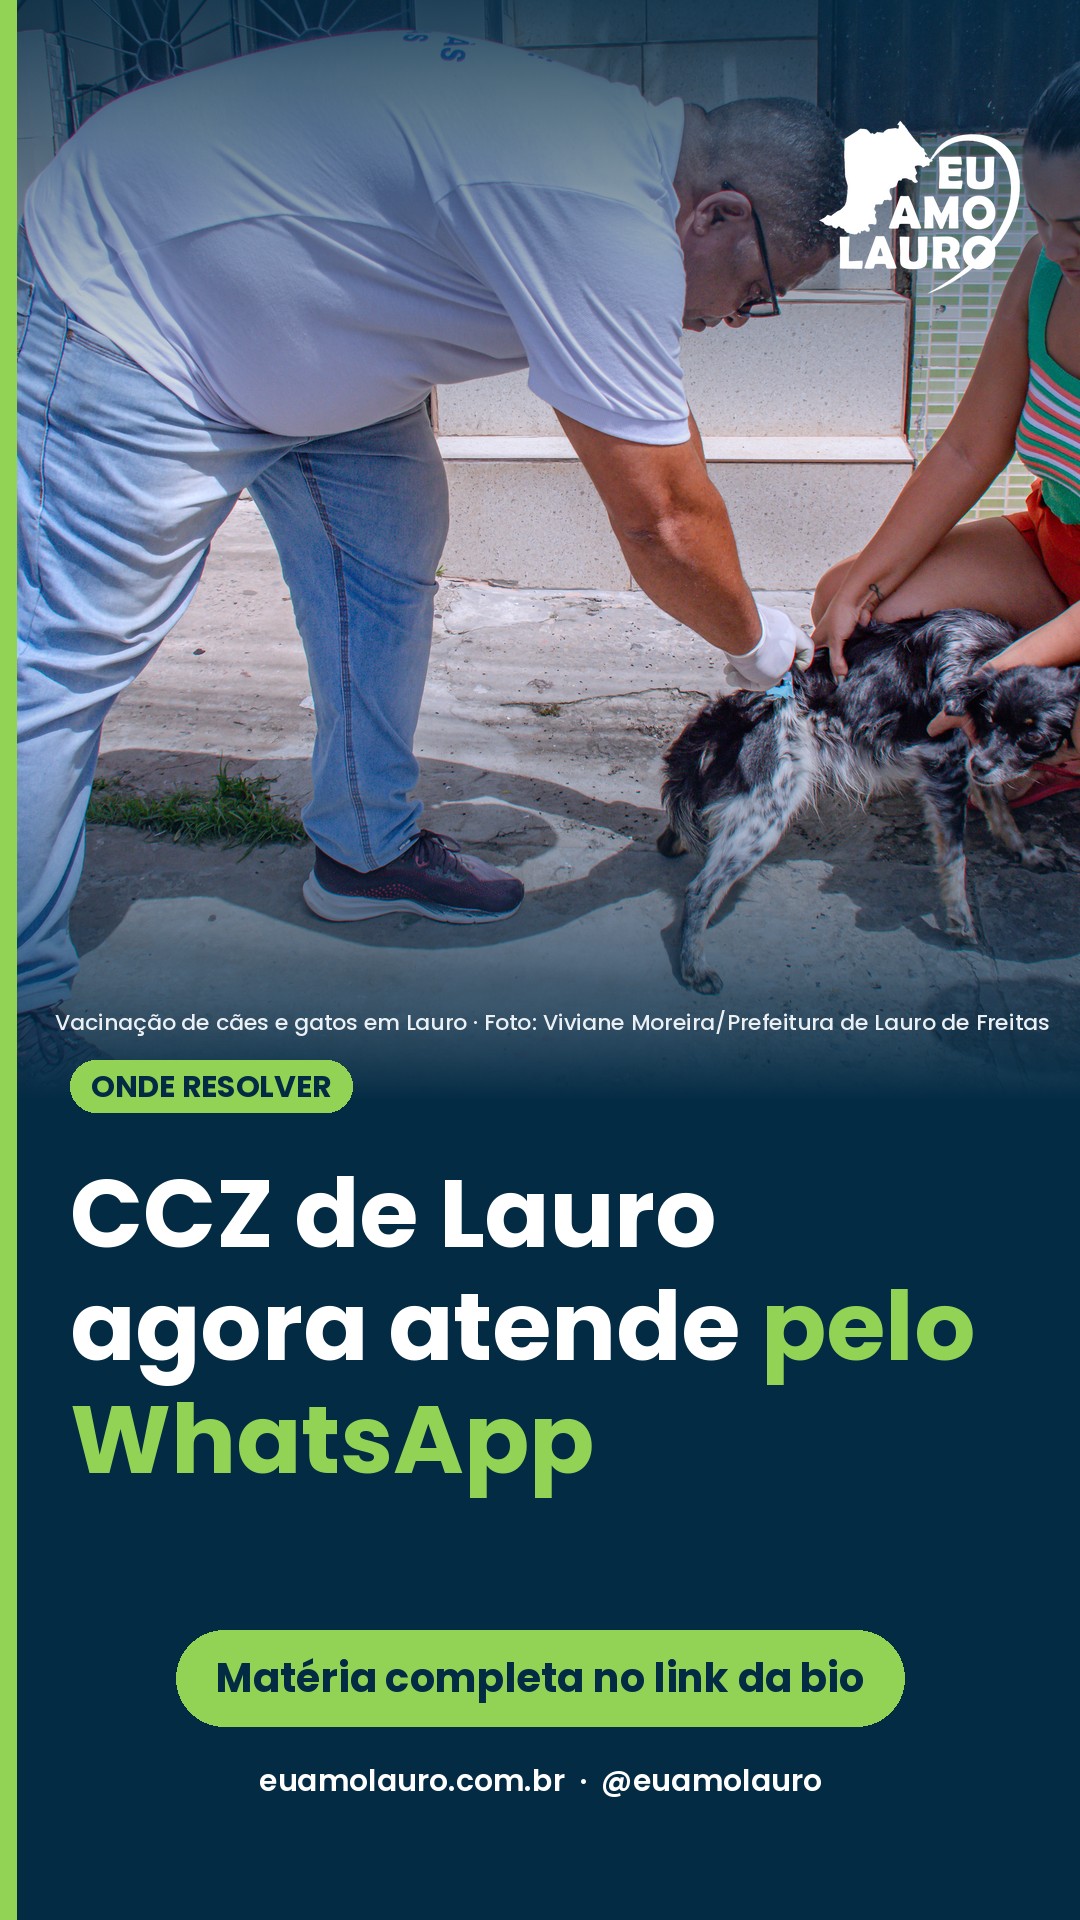 EU
AMO
LAURO
Vacinação de cães e gatos em Lauro · Foto: Viviane Moreira/Prefeitura de Lauro de Freitas
ONDE RESOLVER
CCZ de Lauro
agora atende pelo
WhatsApp
Matéria completa no link da bio
euamolauro.com.br · @euamolauro